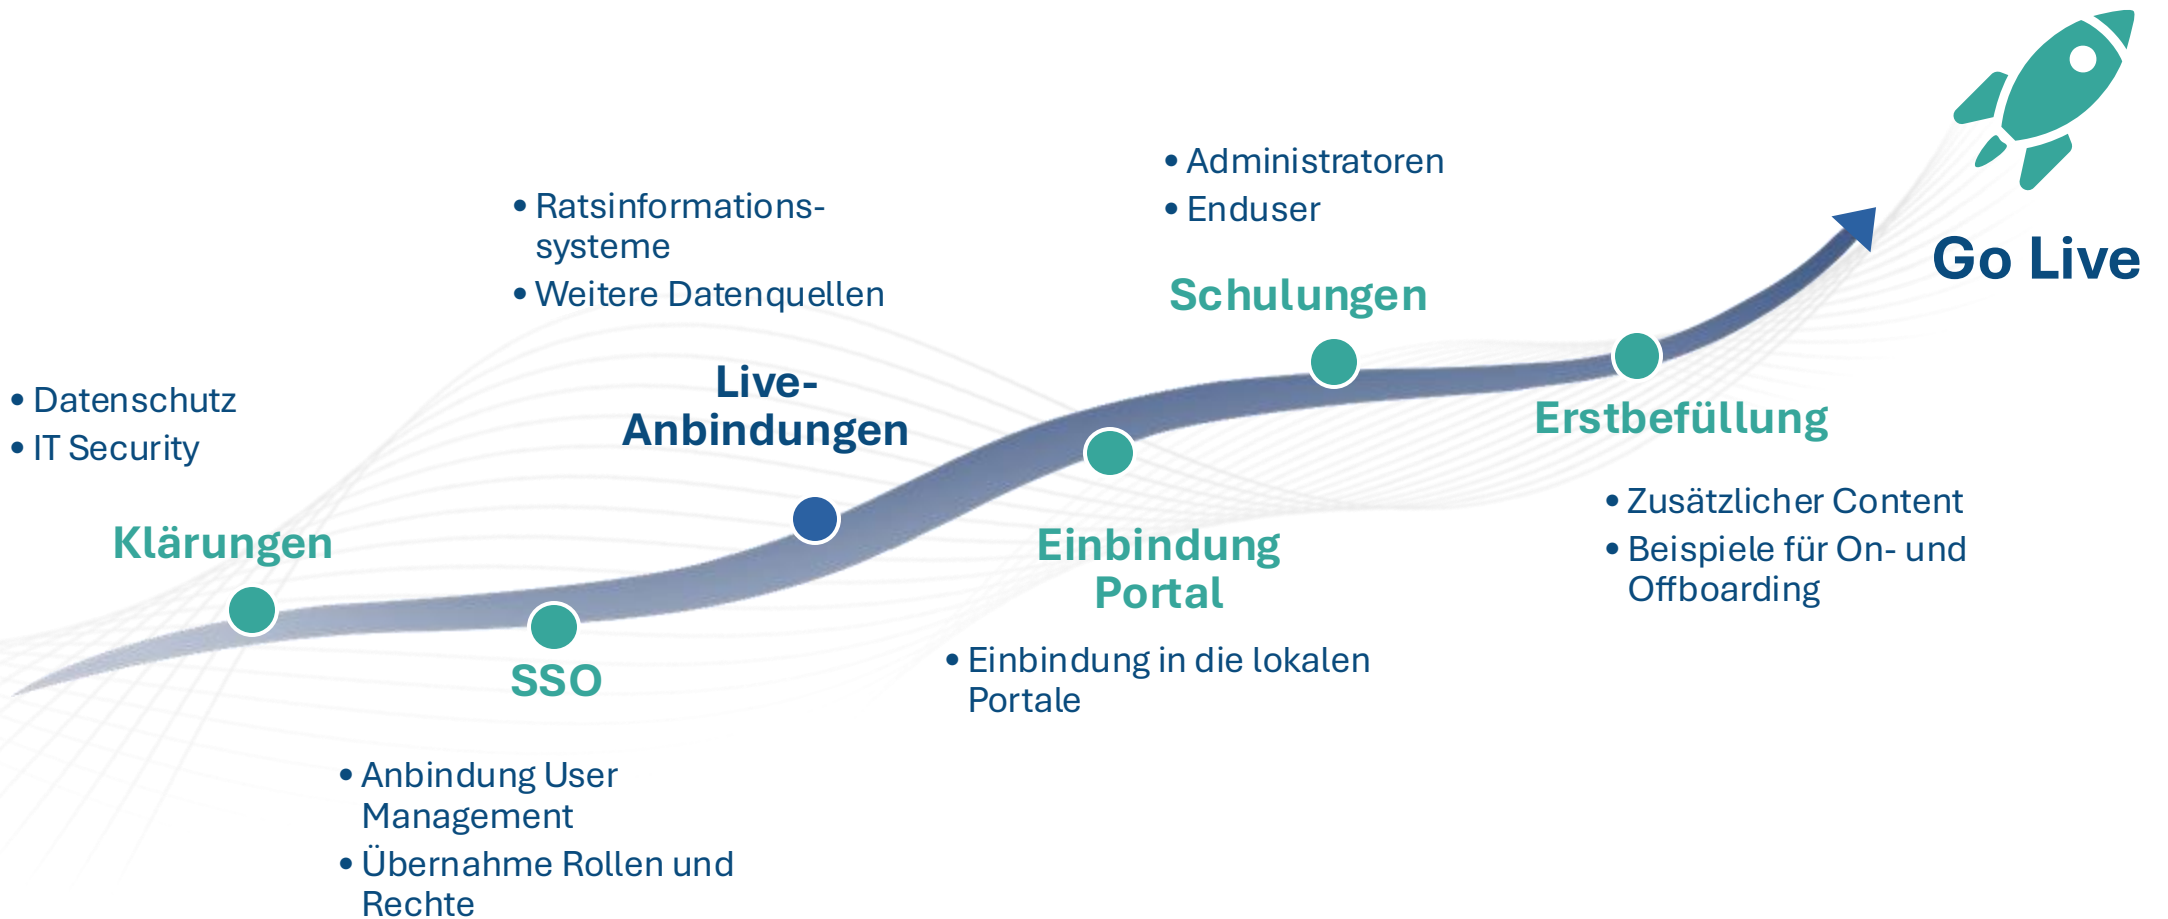 • Datenschutz
• IT Security
Klärungen
SSO
• Anbindung User
Management
• Übernahme Rollen und
Rechte
• Ratsinformations-
systeme
• Weitere Datenquellen
Live-
Anbindungen
Einbindung
Portal
• Einbindung in die lokalen
Portale
• Administratoren
• Enduser
Schulungen
Erstbefüllung
• Zusätzlicher Content
• Beispiele für On- und
Offboarding
Go Live